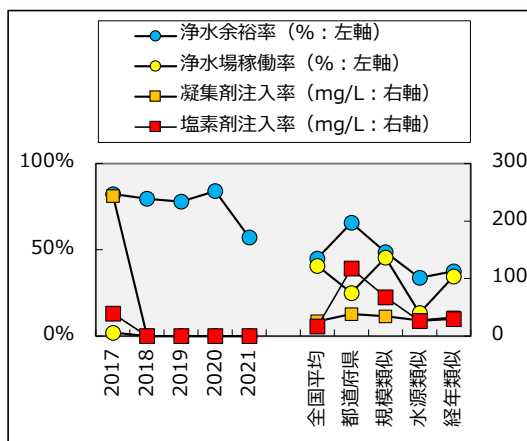 浄水余裕率（%：左軸）
浄水場稼働率（%：左軸）
凝集剤注入率（mg/L：右軸）
塩素剤注入率（mg/L：右軸）
100%
50%
0%
300
200
100
0
2017
2018
2019
2020
2021
全国平均
都道府県
規模類似
水源類似
経年類似